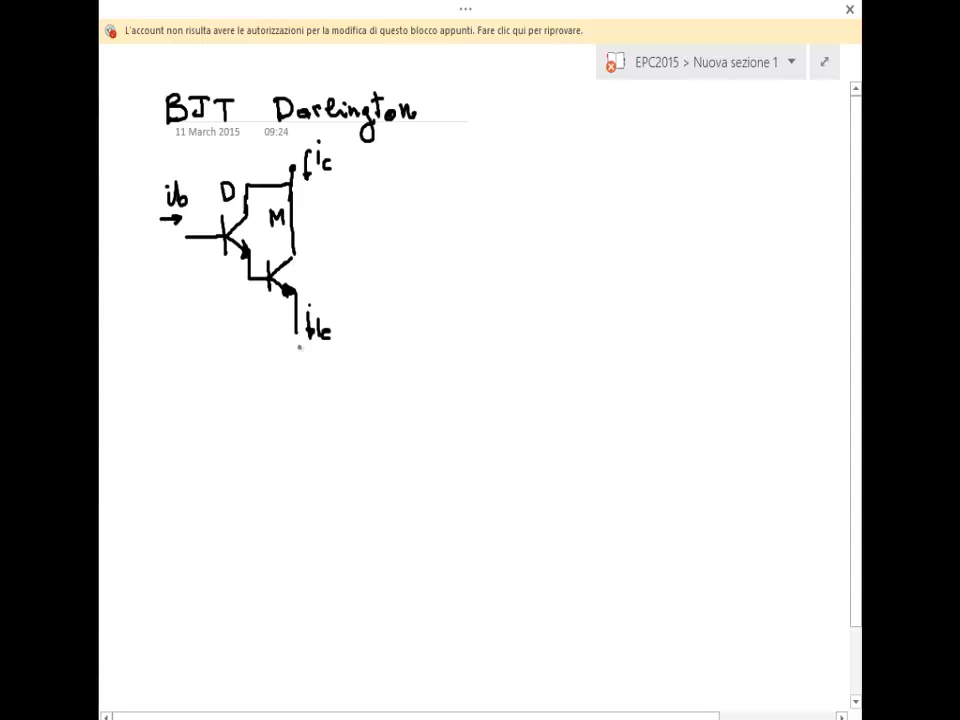 L'account non risulta avere le autorizzazioni per la modifica di questo blocco appunti. Fare clic qui per riprovare.
EPC2015 > Nuova sezione 1
BJT Darlington
11 March 2015 09:24
ic
ib D
M
ie